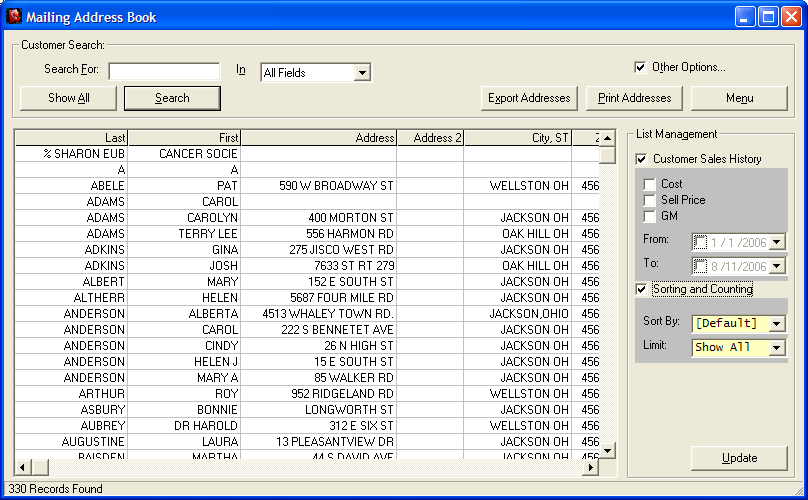 Mailing Address Book
Customer Search:
Search For: In All Fields Other Options...
Show All Search Export Addresses Print Addresses Menu
Last First Address Address 2 City, ST Z
% SHARON EUB CANCER SOCIE
A A
ABELE PAT 590 W BROADWAY ST WELLSTON OH 456
ADAMS CAROL
ADAMS CAROLYN 400 MORTON ST JACKSON OH 456
ADAMS TERRY LEE 556 HARMON RD OAK HILL OH 456
ADKINS GINA 275 JISCO WEST RD JACKSON OH 456
ADKINS JOSH 7633 ST RT 279 OAK HILL OH 456
ALBERT MARY 152 E SOUTH ST JACKSON OH 456
ALTHERR HELEN 5687 FOUR MILE RD JACKSON OH 456
ANDERSON ALBERTA 4513 WHALEY TOWN RD. JACKSON,OHIO 456
ANDERSON CAROL 222 S BENNETET AVE JACKSON OH 456
ANDERSON CINDY 26 N HIGH ST JACKSON OH 456
ANDERSON HELEN J 15 E SOUTH ST JACKSON OH 456
ANDERSON MARY A 85 WALKER RD JACKSON OH 456
ARTHUR ROY 952 RIDGELAND RD WELLSTON OH 456
ASBURY BONNIE LONGWORTH ST JACKSON OH 456
AUBREY DR HAROLD 312 E SIX ST WELLSTON OH 456
AUGUSTINE LAURA 13 PLEASANTVIEW DR JACKSON OH 456
BAISDEN MARTHA 44 S DAVID AVE JACKSON OH 456
List Management
Customer Sales History
Cost
Sell Price
GM
From: 1 / 1 /2006
To: 8 /11/2006
Sorting and Counting
Sort By: [Default]
Limit: Show All
Update
330 Records Found